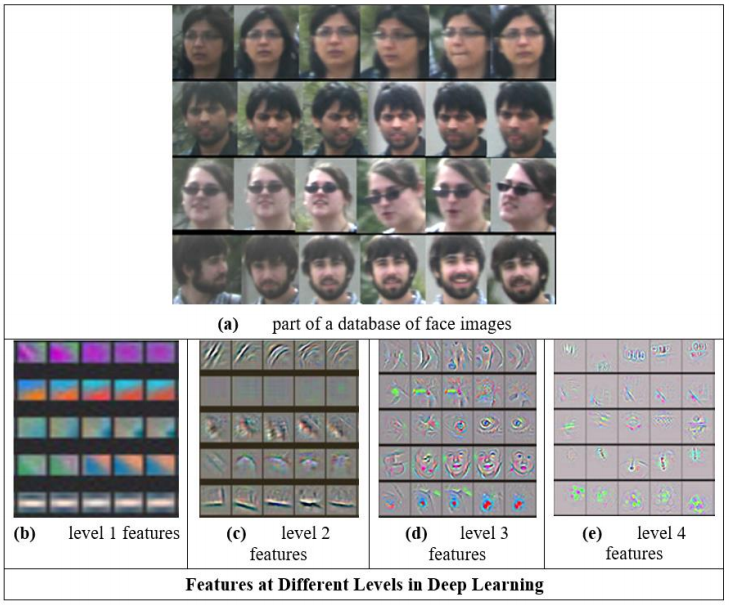 (a) part of a database of face images
(b) level 1 features
(c) level 2
features
(d) level 3
features
(e) level 4
features
Features at Different Levels in Deep Learning